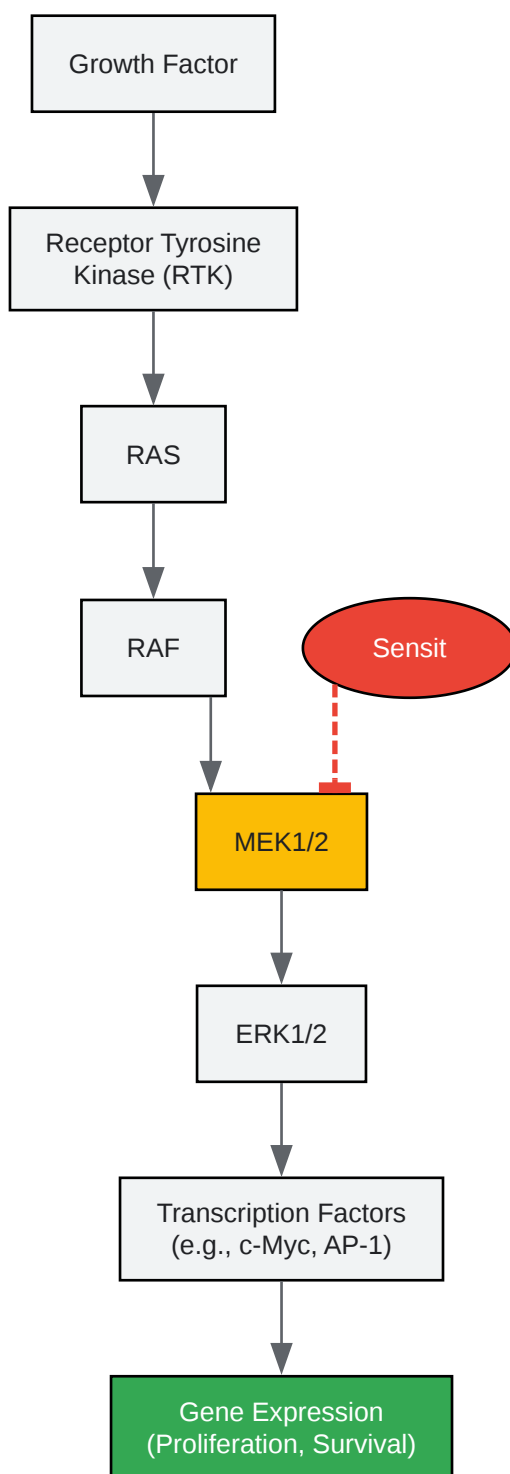 Growth Factor
Receptor Tyrosine
Kinase (RTK)
RAS
RAF
Sensit
MEK1/2
ERK1/2
Transcription Factors
(e.g., c-Myc, AP-1)
Gene Expression
(Proliferation, Survival)